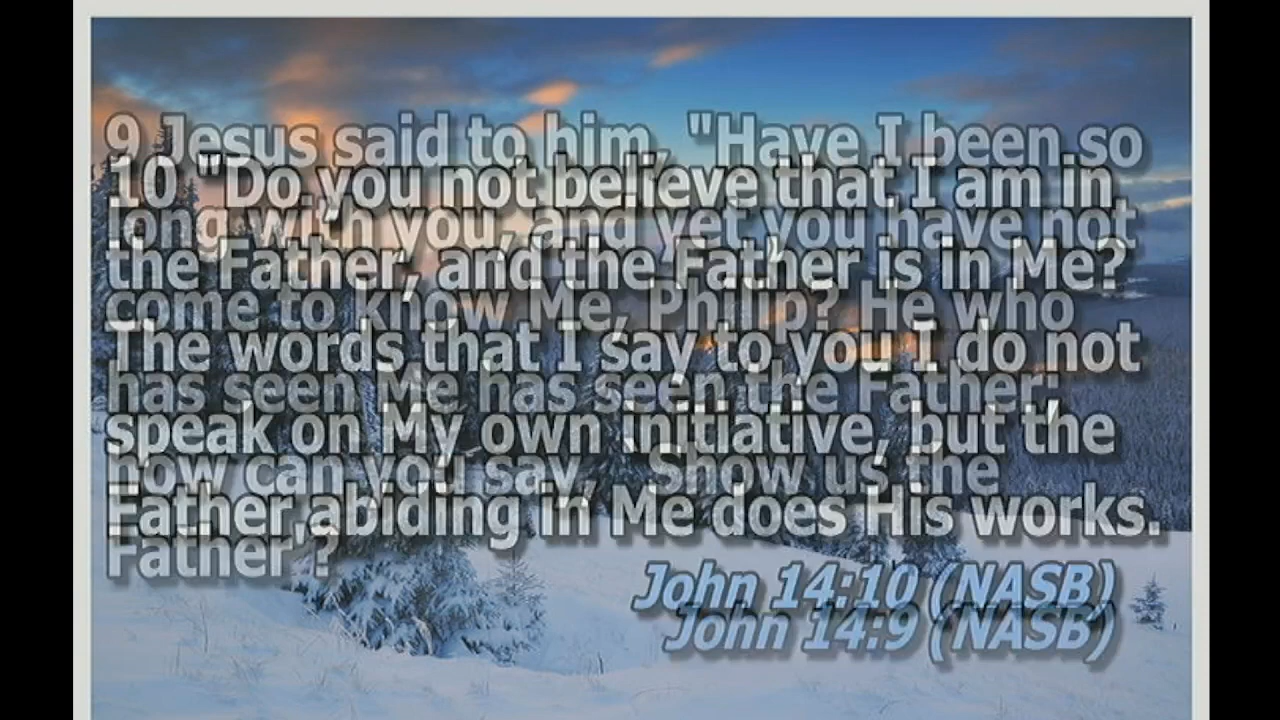 9 Jesus said to him, "Have I been so
long with you, and yet you have not
come to know Me, Philip? He who
has seen Me has seen the Father;
how can you say, 'Show us the
Father'?
John 14:9 (NASB)
10 "Do you not believe that I am in
the Father, and the Father is in Me?
The words that I say to you I do not
speak on My own initiative, but the
Father abiding in Me does His works.
John 14:10 (NASB)